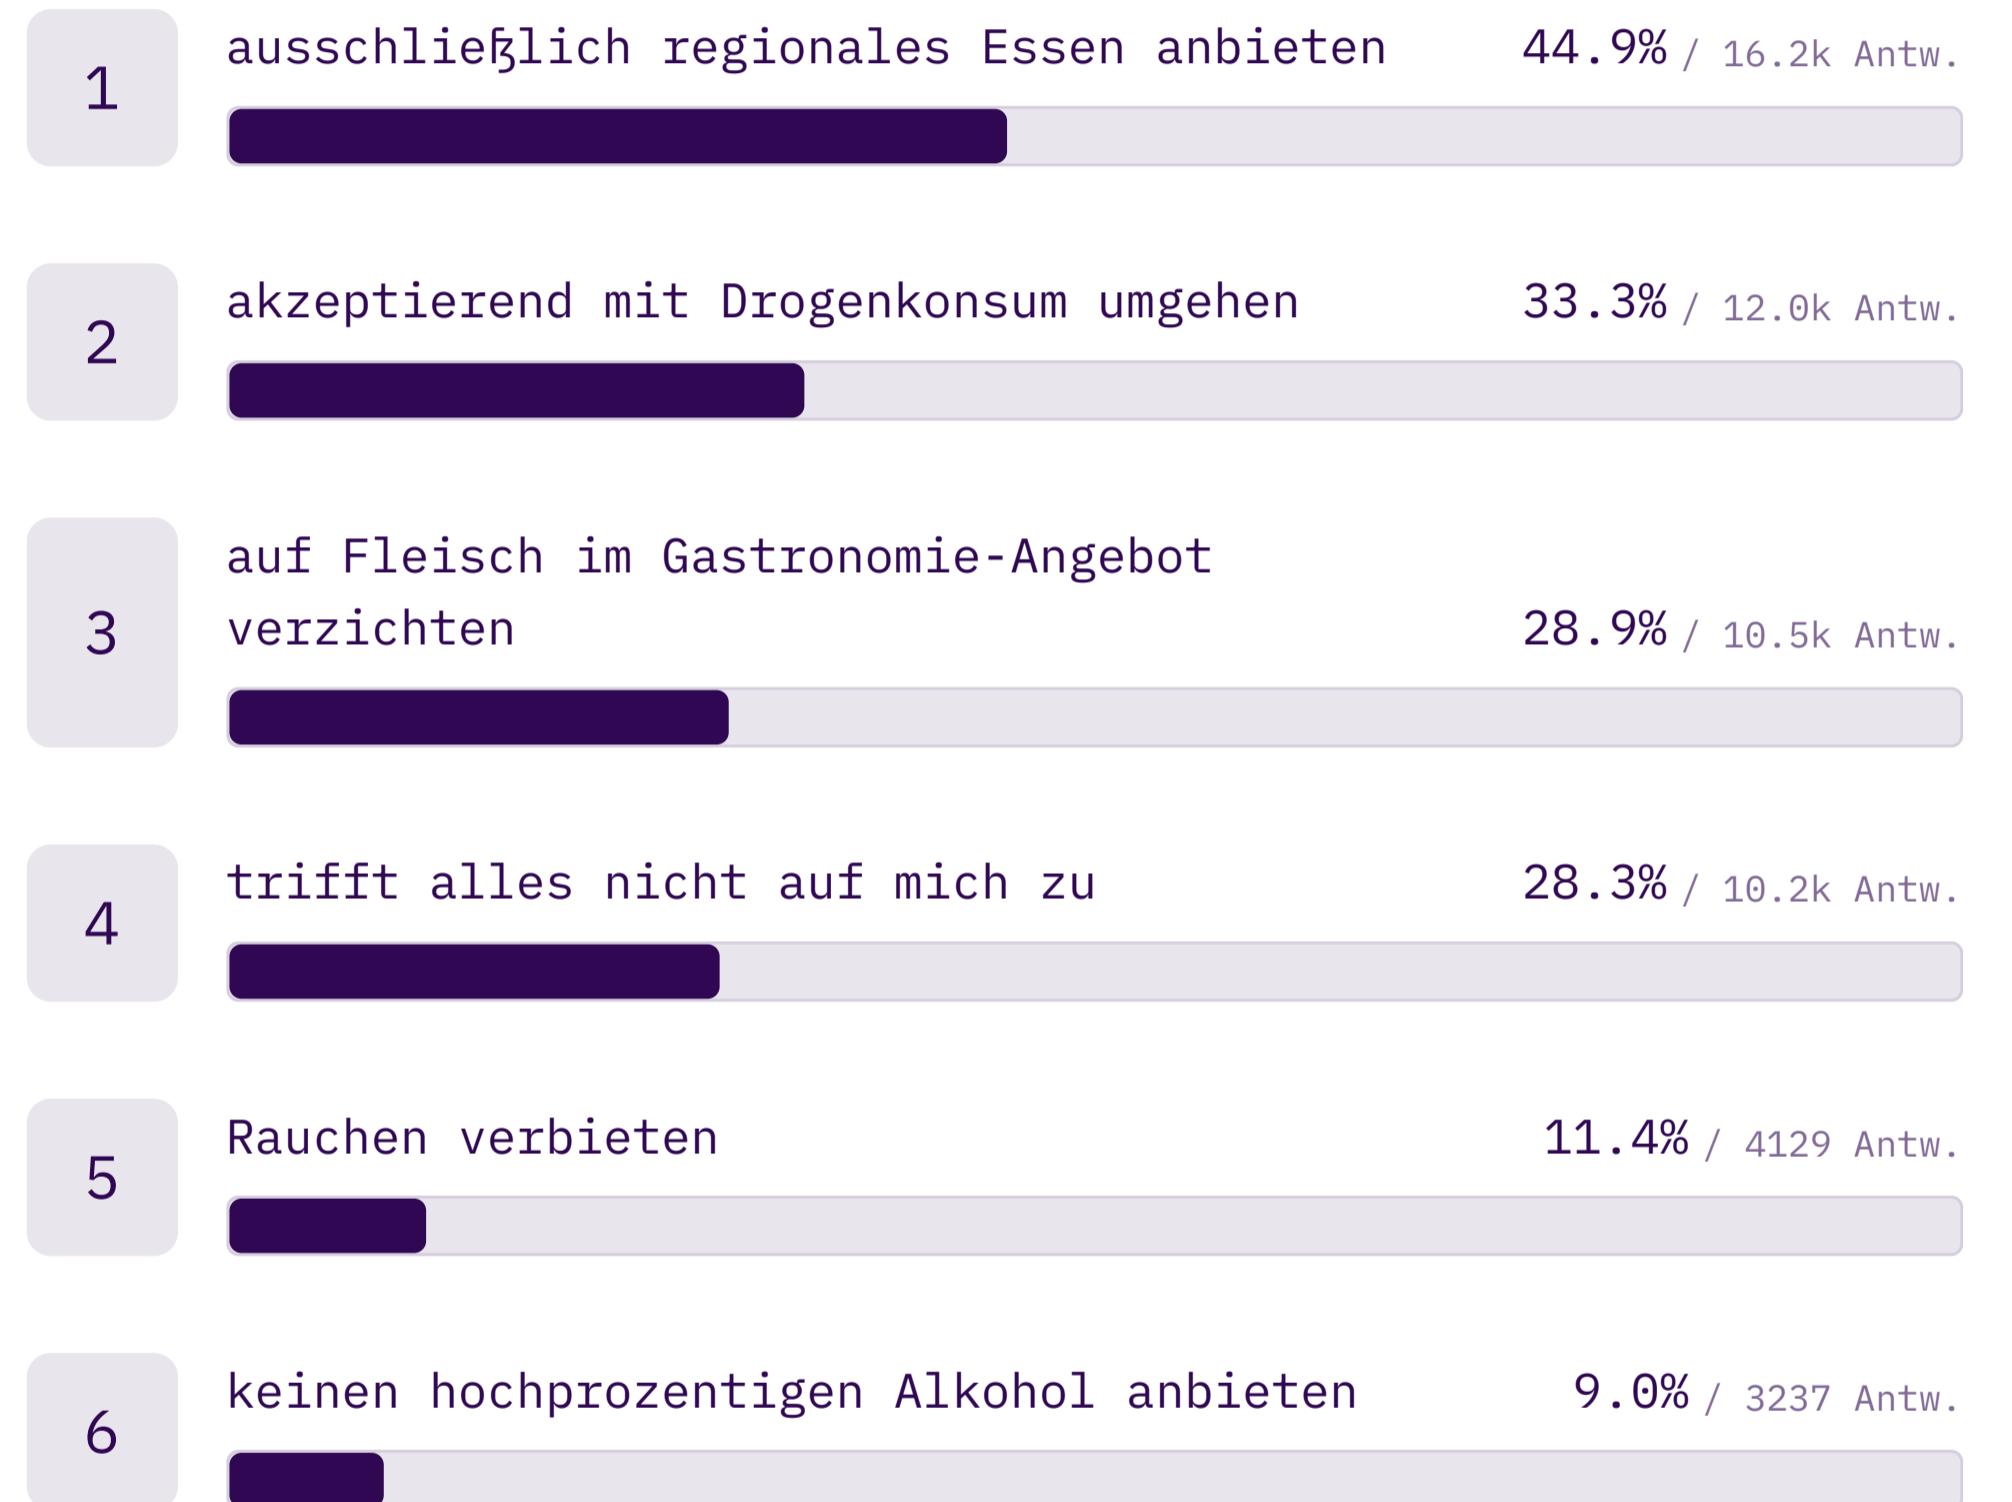 1
ausschließlich regionales Essen anbieten 44.9% / 16.2k Antw.
2
akzeptierend mit Drogenkonsum umgehen 33.3% / 12.0k Antw.
3
auf Fleisch im Gastronomie-Angebot
verzichten 28.9% / 10.5k Antw.
4
trifft alles nicht auf mich zu 28.3% / 10.2k Antw.
5
Rauchen verbieten 11.4% / 4129 Antw.
6
keinen hochprozentigen Alkohol anbieten 9.0% / 3237 Antw.